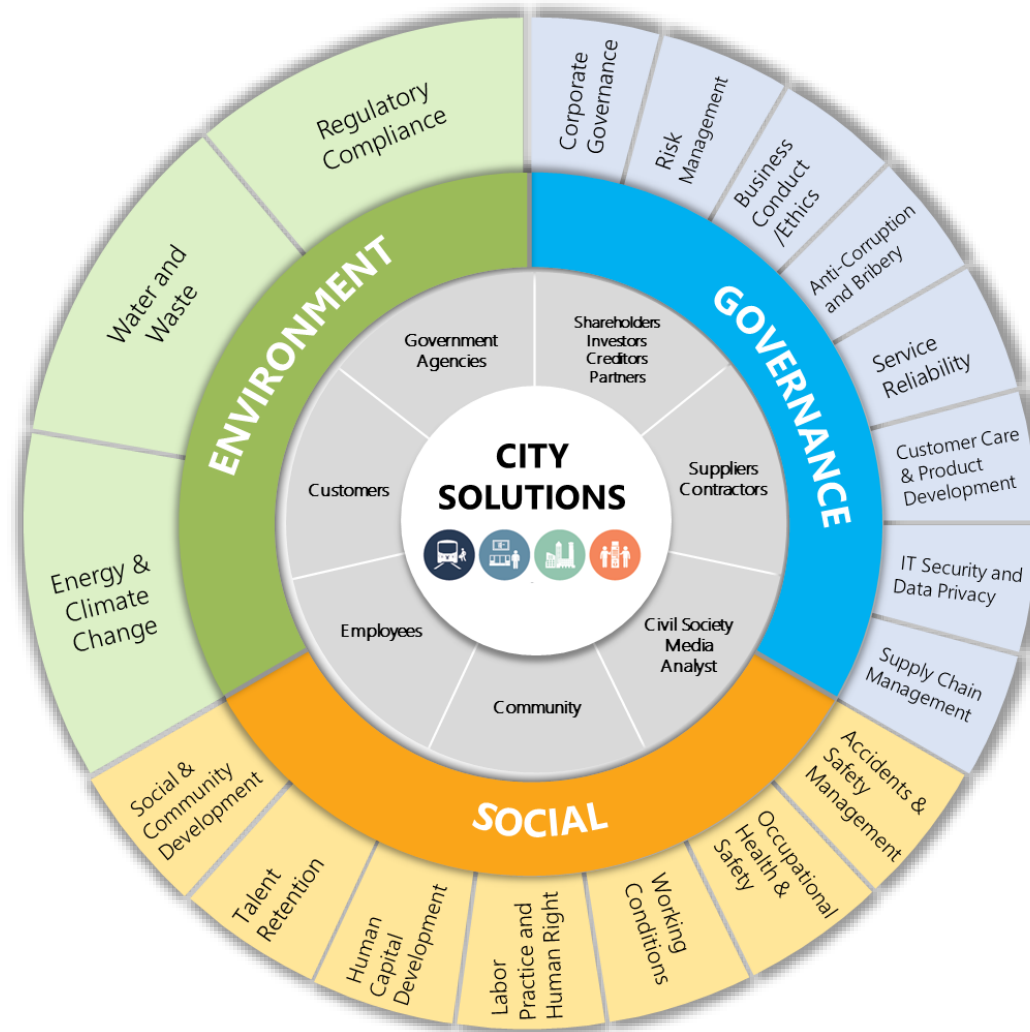 CITY
SOLUTIONS
Shareholders
Investors
Creditors
Partners
Suppliers
Contractors
Civil Society
Media
Analyst
Community
Employees
Customers
Government
Agencies
GOVERNANCE
SOCIAL
ENVIRONMENT
Corporate
Governance
Risk
Management
Business
Conduct
/Ethics
Anti-Corruption
and Bribery
Service
Reliability
Customer Care
& Product
Development
IT Security and
Data Privacy
Supply Chain
Management
Accidents &
Safety
Management
Occupational
Health &
Safety
Working
Conditions
Labor
Practice and
Human Right
Human
Capital
Development
Talent
Retention
Social &
Community
Development
Energy &
Climate
Change
Water and
Waste
Regulatory
Compliance